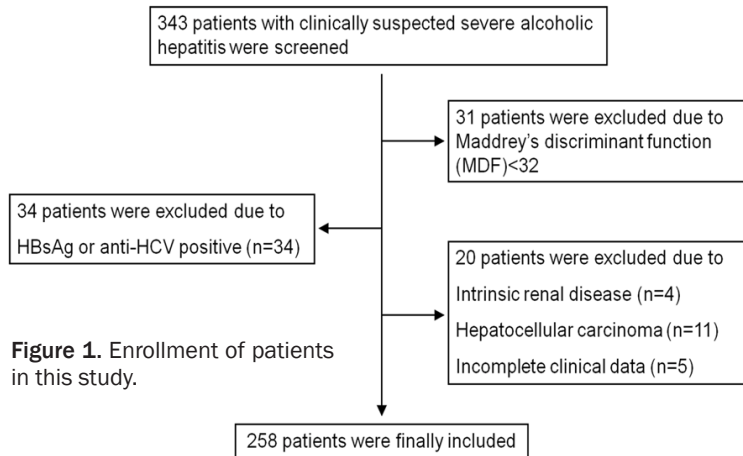 343 patients with clinically suspected severe alcoholic
hepatitis were screened
31 patients were excluded due to
Maddrey's discriminant function
(MDF)<32
34 patients were excluded due to
HBsAg or anti-HCV positive (n=34)
20 patients were excluded due to
Intrinsic renal disease (n=4)
Hepatocellular carcinoma (n=11)
Incomplete clinical data (n=5)
Figure 1. Enrollment of patients
in this study.
258 patients were finally included